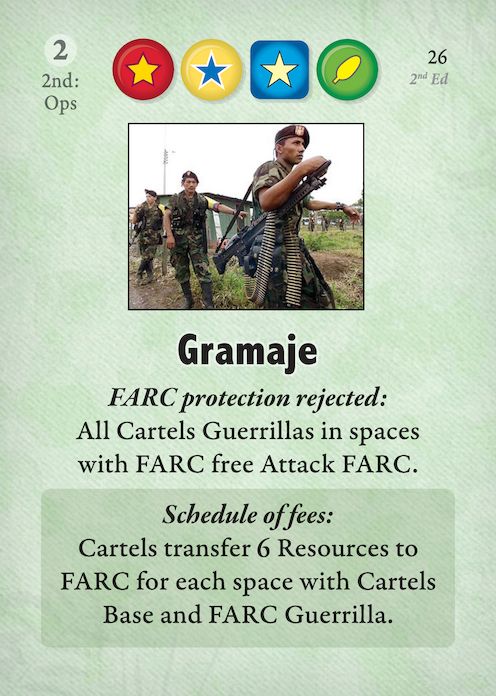 2
2nd:
Ops
26
2nd Ed
Gramaje
FARC protection rejected:
All Cartels Guerrillas in spaces
with FARC free Attack FARC.
Schedule of fees:
Cartels transfer 6 Resources to
FARC for each space with Cartels
Base and FARC Guerrilla.